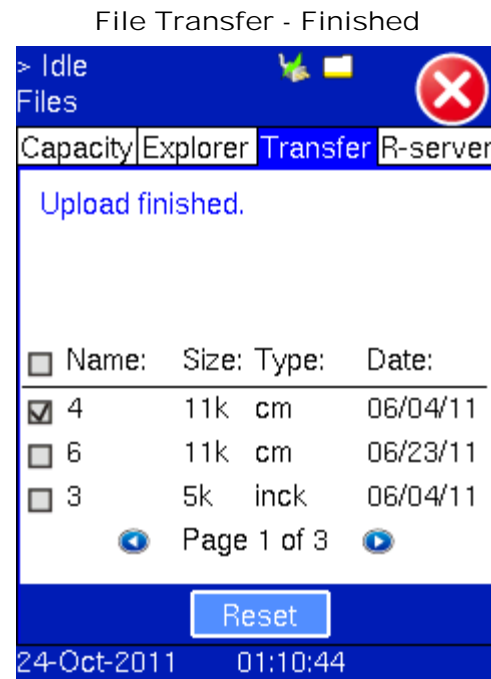 File Transfer - Finished
> Idle
Files
Capacity Explorer Transfer R-server
Upload finished.
Name: Size: Type: Date:
4 11k cm 06/04/11
6 11k cm 06/23/11
3 5k inck 06/04/11
Page 1 of 3
Reset
24-Oct-2011 01:10:44